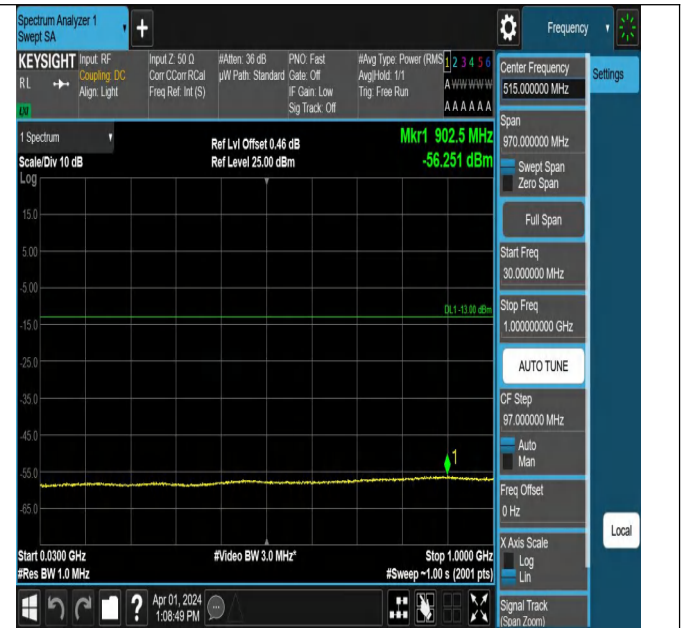 Spectrum Analyzer 1
Swept SA
Frequency
KEYSIGHT
Input: RF
Input Z: 50 Ω
#Atten: 36 dB
PNO: Fast
#Avg Type: Power (RMS
1 2 3 4 5 6
RL
Coupling: DC
Corr CCorr RCal
µW Path: Standard
Gate: Off
Avg|Hold: 1/1
A W W W W W
Align: Light
Freq Ref: Int (S)
IF Gain: Low
Trig: Free Run
Sig Track: Off
A A A A A A
LXI
1 Spectrum
Ref Lvl Offset 0.46 dB
Mkr1 902.5 MHz
Scale/Div 10 dB
Ref Level 25.00 dBm
-56.251 dBm
Log
15.0
5.00
-5.00
DL1 -13.00 dBm
-15.0
-25.0
-35.0
-45.0
1
-55.0
-65.0
Start 0.0300 GHz
#Video BW 3.0 MHz*
Stop 1.0000 GHz
#Res BW 1.0 MHz
#Sweep ~1.00 s (2001 pts)
Apr 01, 2024
1:08:49 PM
Center Frequency
515.000000 MHz
Settings
Span
970.000000 MHz
Swept Span
Zero Span
Full Span
Start Freq
30.000000 MHz
Stop Freq
1.000000000 GHz
AUTO TUNE
CF Step
97.000000 MHz
Auto
Man
Freq Offset
0 Hz
Local
X Axis Scale
Log
Lin
Signal Track
(Span Zoom)